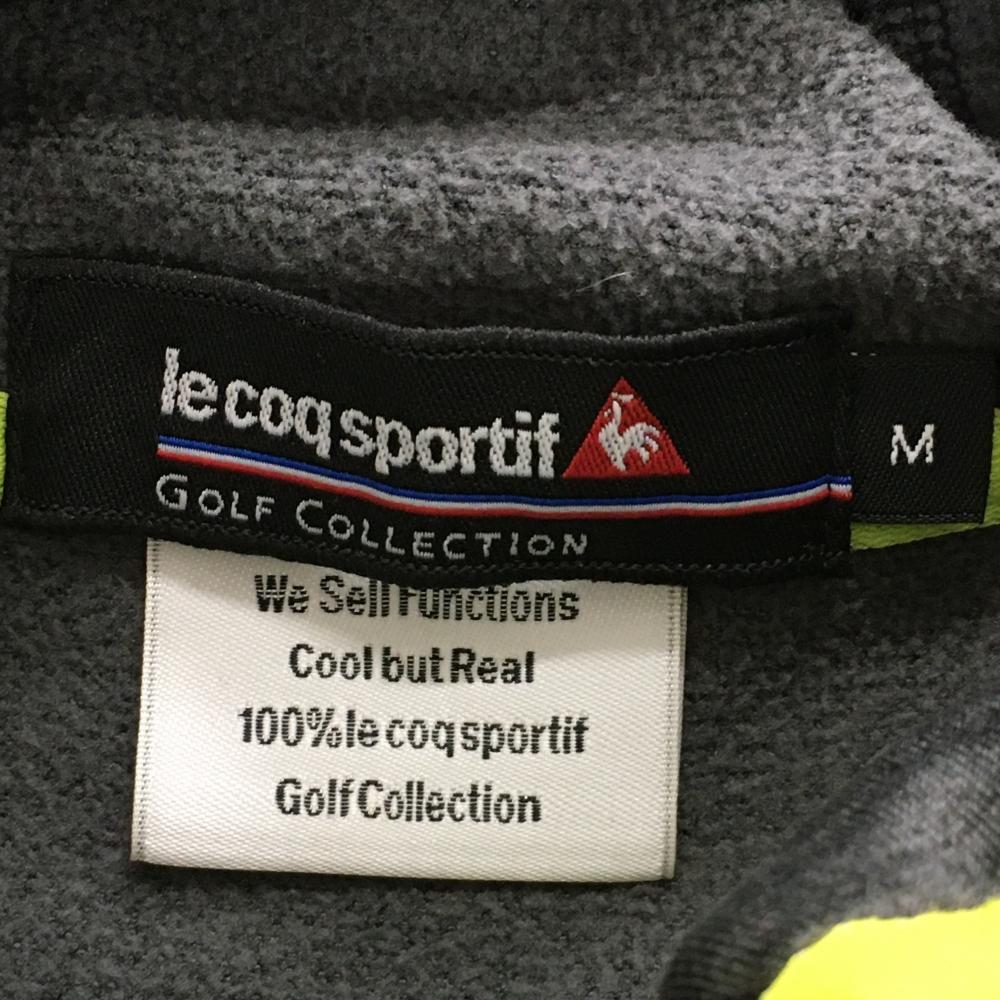 le coq sportif
GOLF COLLECTION
M
We Sell Functions
Cool but Real
100% le coq sportif
Golf Collection